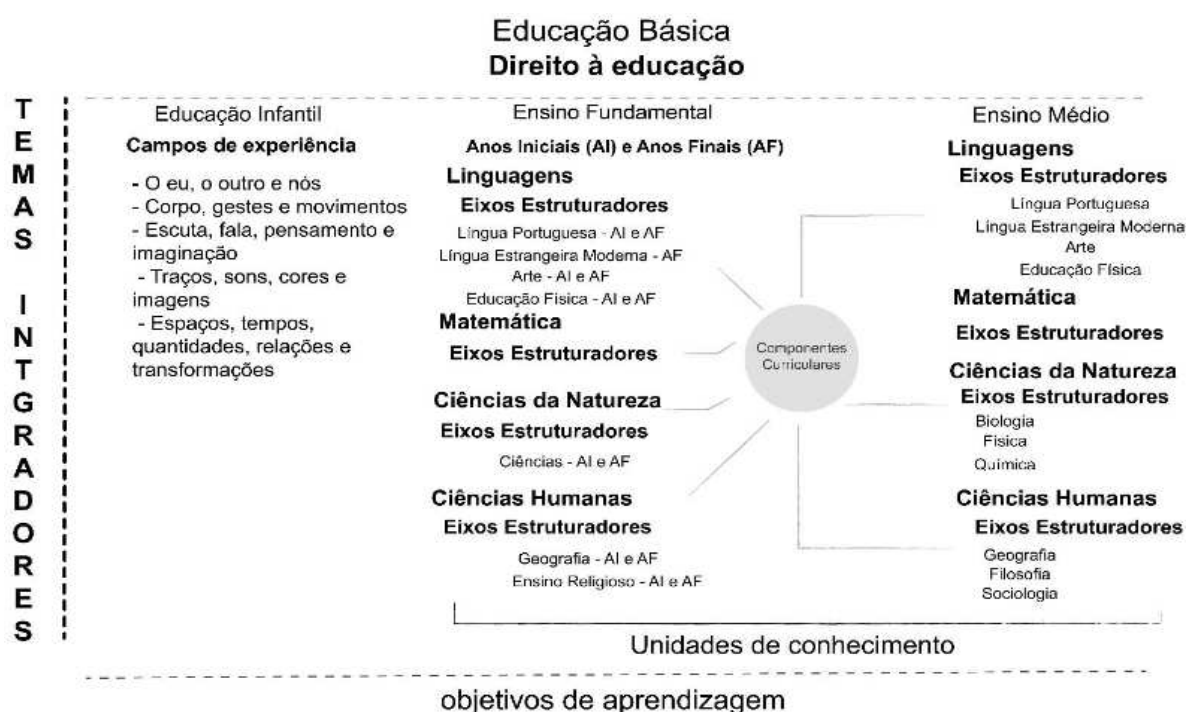 Educação Básica
Direito à educação
TEMAS INTGRADORES
Educação Infantil
Campos de experiência
- O eu, o outro e nós
- Corpo, gestes e movimentos
- Escuta, fala, pensamento e
imaginação
- Traços, sons, cores e
imagens
- Espaços, tempos,
quantidades, relações e
transformações
Ensino Fundamental
Anos Iniciais (AI) e Anos Finais (AF)
Linguagens
Eixos Estruturadores
Língua Portuguesa - AI e AF
Língua Estrangeira Moderna - AF
Arte - AI e AF
Educação Física - AI e AF
Matemática
Eixos Estruturadores
Ciências da Natureza
Eixos Estruturadores
Ciências - AI e AF
Ciências Humanas
Eixos Estruturadores
Geografia - AI e AF
Ensino Religioso - AI e AF
Componentes
Curriculares
Ensino Médio
Linguagens
Eixos Estruturadores
Língua Portuguesa
Língua Estrangeira Moderna
Arte
Educação Física
Matemática
Eixos Estruturadores
Ciências da Natureza
Eixos Estruturadores
Biologia
Física
Química
Ciências Humanas
Eixos Estruturadores
Geografia
Filosofia
Sociologia
Unidades de conhecimento
objetivos de aprendizagem